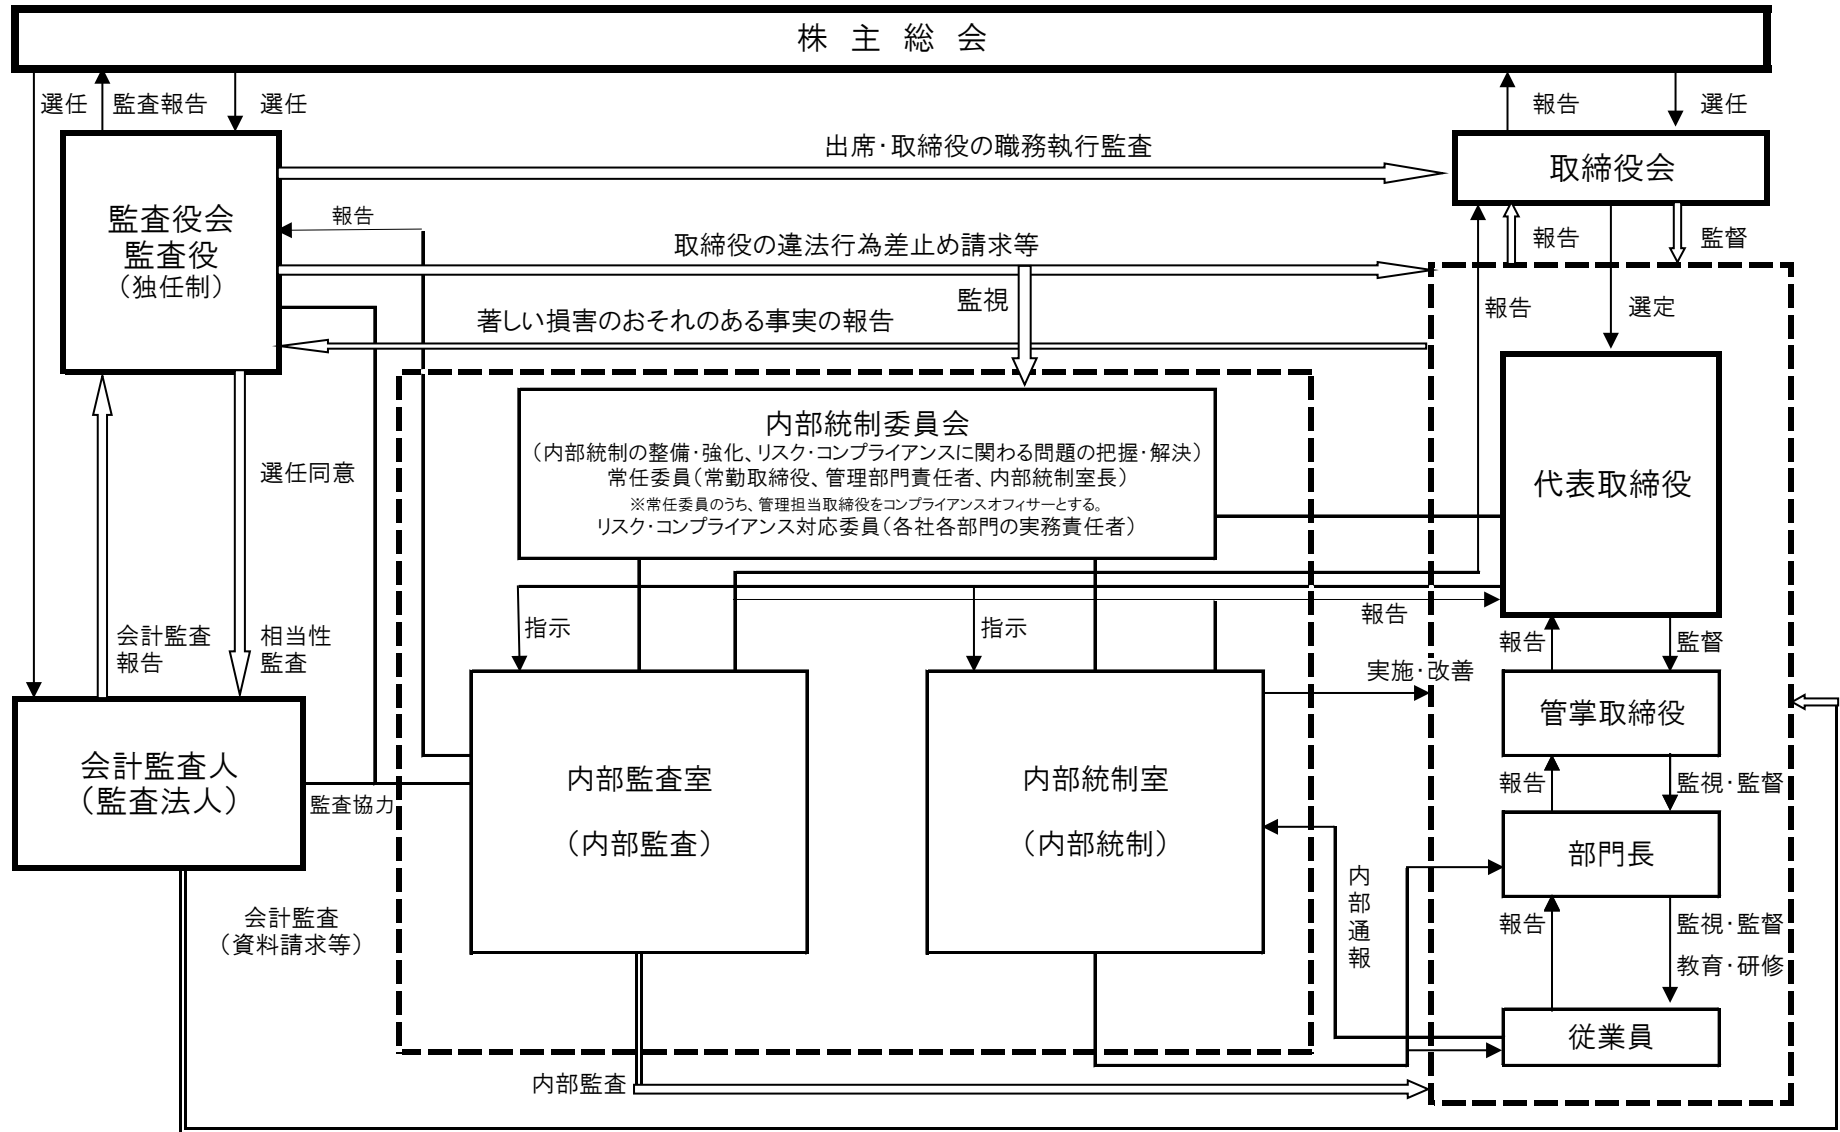 株 主 総 会
選任
監査報告
選任
報告
選任
出席・取締役の職務執行監査
取締役会
監査役会
監査役
（独任制）
報告
取締役の違法行為差止め請求等
報告
監督
監視
報告
選定
著しい損害のおそれのある事実の報告
内部統制委員会
（内部統制の整備・強化、リスク・コンプライアンスに関わる問題の把握・解決）
常任委員（常勤取締役、管理部門責任者、内部統制室長）
※常任委員のうち、管理担当取締役をコンプライアンスオフィサーとする。
リスク・コンプライアンス対応委員（各社各部門の実務責任者）
代表取締役
選任同意
会計監査
報告
相当性
監査
指示
指示
報告
報告
監督
実施・改善
管掌取締役
会計監査人
（監査法人）
監査協力
内部監査室
（内部監査）
内部統制室
（内部統制）
報告
監視・監督
部門長
内
部
通
報
会計監査
（資料請求等）
報告
監視・監督
教育・研修
従業員
内部監査